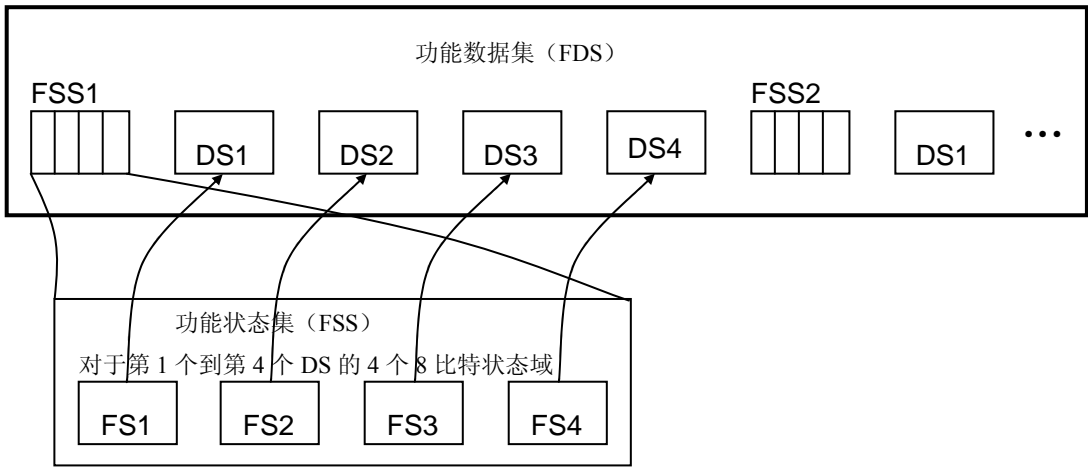 功能数据集（FDS）
FSS1
FSS2
DS1
DS2
DS3
DS4
DS1
…
功能状态集（FSS）
对于第 1 个到第 4 个 DS 的 4 个 8 比特状态域
FS1
FS2
FS3
FS4